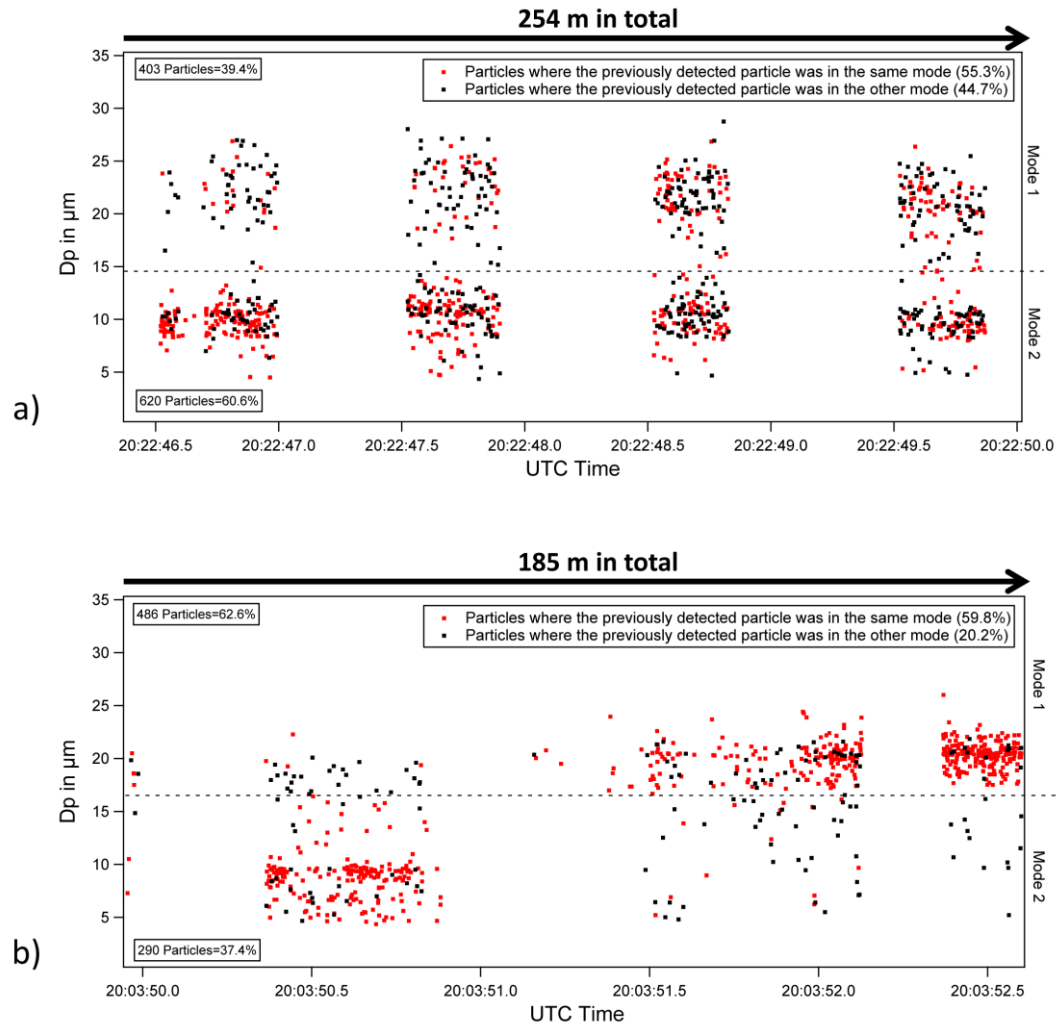 254 m in total
35
30
25
20
15
10
5
Dp in µm
403 Particles=39.4%
Particles where the previously detected particle was in the same mode (55.3%)
Particles where the previously detected particle was in the other mode (44.7%)
Mode 1
Mode 2
620 Particles=60.6%
a)
20:22:46.5 20:22:47.0 20:22:47.5 20:22:48.0 20:22:48.5 20:22:49.0 20:22:49.5 20:22:50.0
UTC Time
185 m in total
35
30
25
20
15
10
5
Dp in µm
486 Particles=62.6%
Particles where the previously detected particle was in the same mode (59.8%)
Particles where the previously detected particle was in the other mode (20.2%)
Mode 1
Mode 2
290 Particles=37.4%
b)
20:03:50.0 20:03:50.5 20:03:51.0 20:03:51.5 20:03:52.0 20:03:52.5
UTC Time